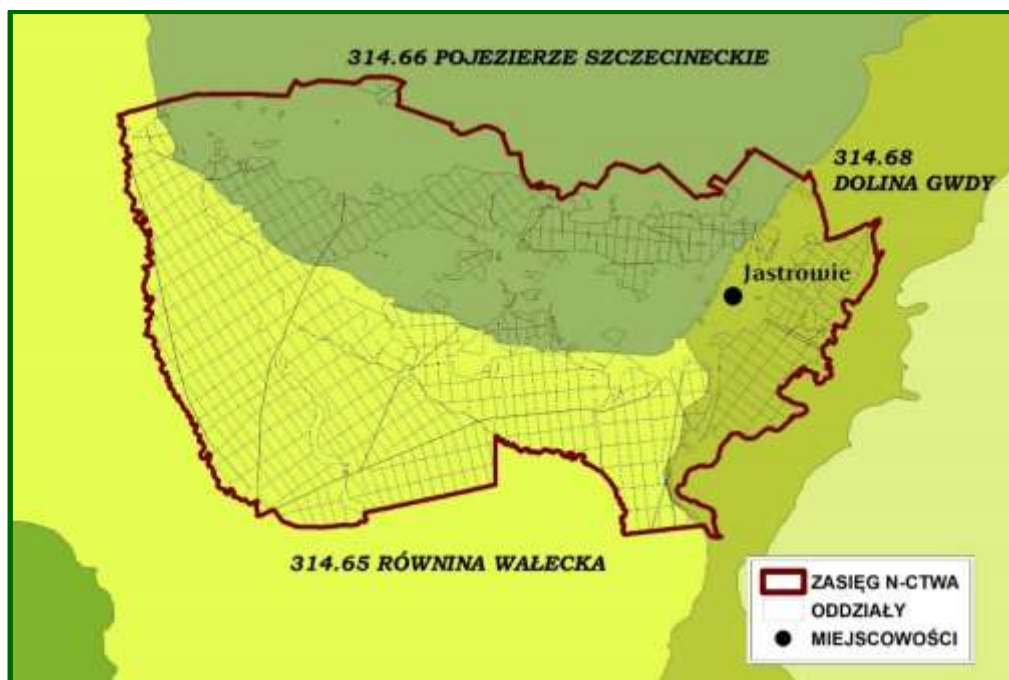 314.66 POJEZIERZE SZCZECINECKIE
314.68
DOLINA GWDY
Jastrowie
314.65 RÓWNINA WAŁECKA
ZASIĘG N-CTWA
ODDZIAŁY
MIEJSCOWOŚCI